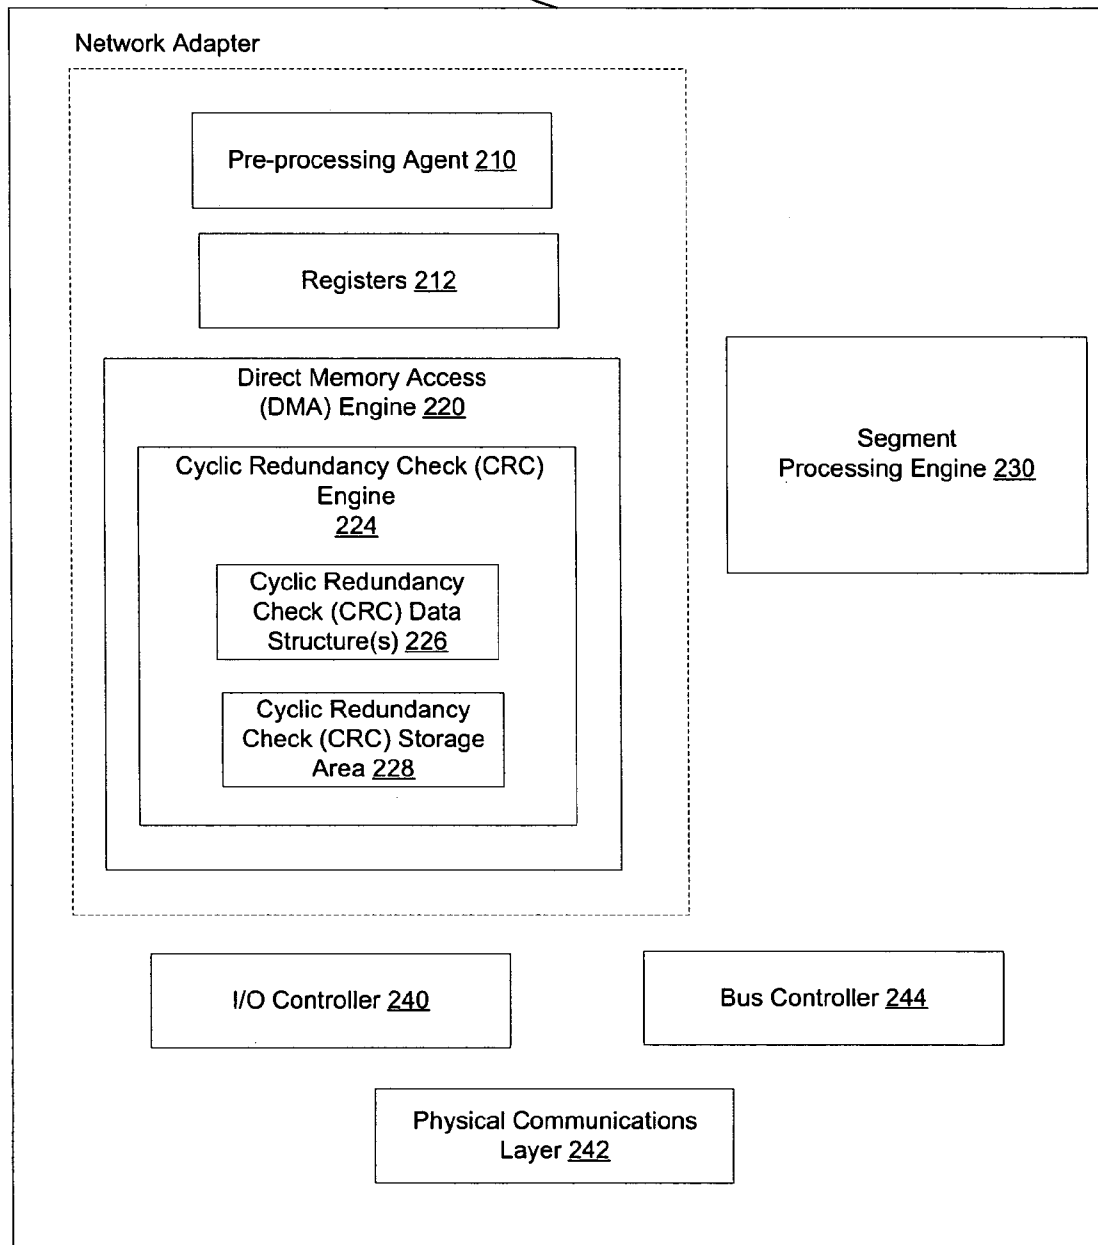 Network Adapter
Pre-processing Agent 210
Registers 212
Direct Memory Access
(DMA) Engine 220
Cyclic Redundancy Check (CRC)
Engine
224
Cyclic Redundancy
Check (CRC) Data
Structure(s) 226
Cyclic Redundancy
Check (CRC) Storage
Area 228
Segment
Processing Engine 230
I/O Controller 240
Bus Controller 244
Physical Communications
Layer 242